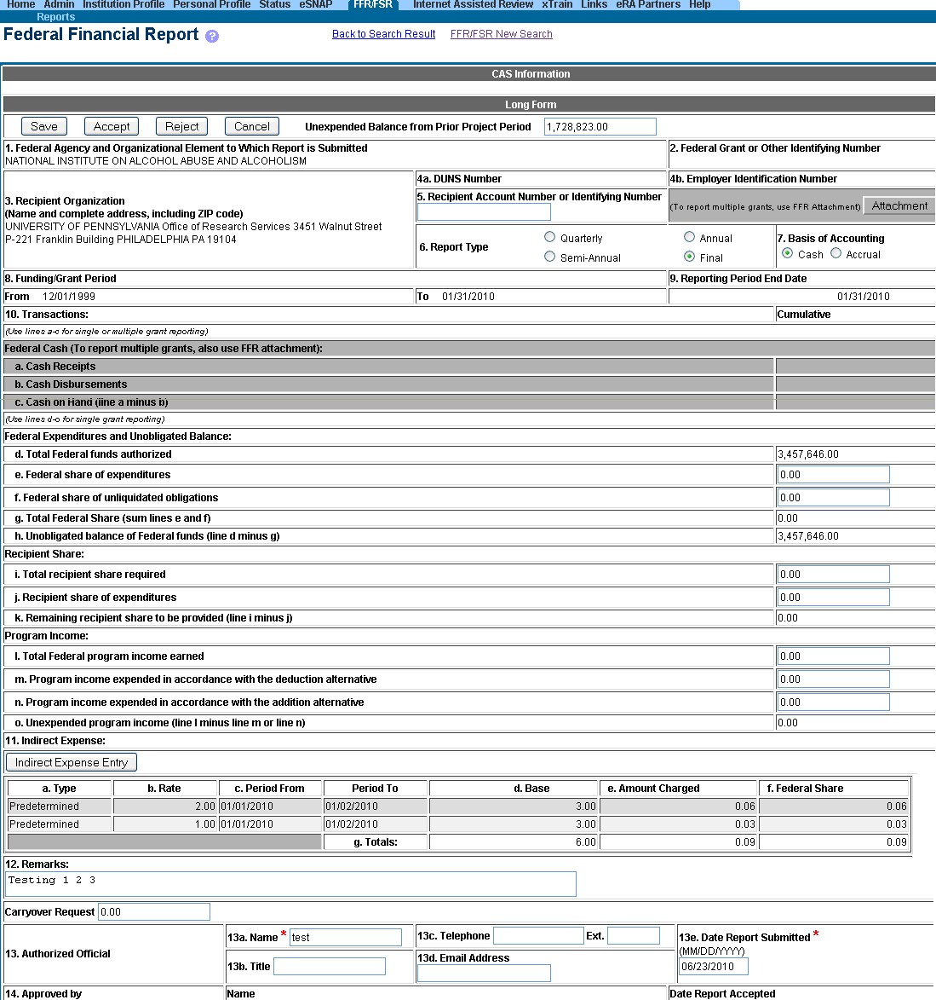 Home Admin Institution Profile Personal Profile Status eSNAP FFR/FSR Internet Assisted Review xTrain Links eRA Partners Help
Reports
Federal Financial Report ? Back to Search Result FFR/FSR New Search
CAS Information
Long Form
Save Accept Reject Cancel Unexpended Balance from Prior Project Period 1,728,823.00
1. Federal Agency and Organizational Element to Which Report is Submitted
NATIONAL INSTITUTE ON ALCOHOL ABUSE AND ALCOHOLISM
2. Federal Grant or Other Identifying Number
3. Recipient Organization
(Name and complete address, including ZIP code)
UNIVERSITY OF PENNSYLVANIA Office of Research Services 3451 Walnut Street
P-221 Franklin Building PHILADELPHIA PA 19104
4a. DUNS Number
4b. Employer Identification Number
5. Recipient Account Number or Identifying Number
(To report multiple grants, use FFR Attachment) Attachment
6. Report Type
Quarterly
Semi-Annual
Annual
Final
7. Basis of Accounting
Cash Accrual
8. Funding/Grant Period
9. Reporting Period End Date
From 12/01/1999 To 01/31/2010 01/31/2010
10. Transactions: Cumulative
(Use lines a-c for single or multiple grant reporting)
Federal Cash (To report multiple grants, also use FFR attachment):
a. Cash Receipts
b. Cash Disbursements
c. Cash on Hand (line a minus b)
(Use lines d-o for single grant reporting)
Federal Expenditures and Unobligated Balance:
d. Total Federal funds authorized 3,457,646.00
e. Federal share of expenditures 0.00
f. Federal share of unliquidated obligations 0.00
g. Total Federal Share (sum lines e and f) 0.00
h. Unobligated balance of Federal funds (line d minus g) 3,457,646.00
Recipient Share:
i. Total recipient share required 0.00
j. Recipient share of expenditures 0.00
k. Remaining recipient share to be provided (line i minus j) 0.00
Program Income:
l. Total Federal program income earned 0.00
m. Program income expended in accordance with the deduction alternative 0.00
n. Program income expended in accordance with the addition alternative 0.00
o. Unexpended program income (line l minus line m or line n) 0.00
11. Indirect Expense:
Indirect Expense Entry
a. Type b. Rate c. Period From Period To d. Base e. Amount Charged f. Federal Share
Predetermined 2.00 01/01/2010 01/02/2010 3.00 0.06 0.06
Predetermined 1.00 01/01/2010 01/02/2010 3.00 0.03 0.03
g. Totals: 6.00 0.09 0.09
12. Remarks:
Testing 1 2 3
Carryover Request 0.00
13. Authorized Official
13a. Name * test
13b. Title
13c. Telephone Ext.
13d. Email Address
13e. Date Report Submitted *
(MM/DD/YYYY)
06/23/2010
14. Approved by Name Date Report Accepted